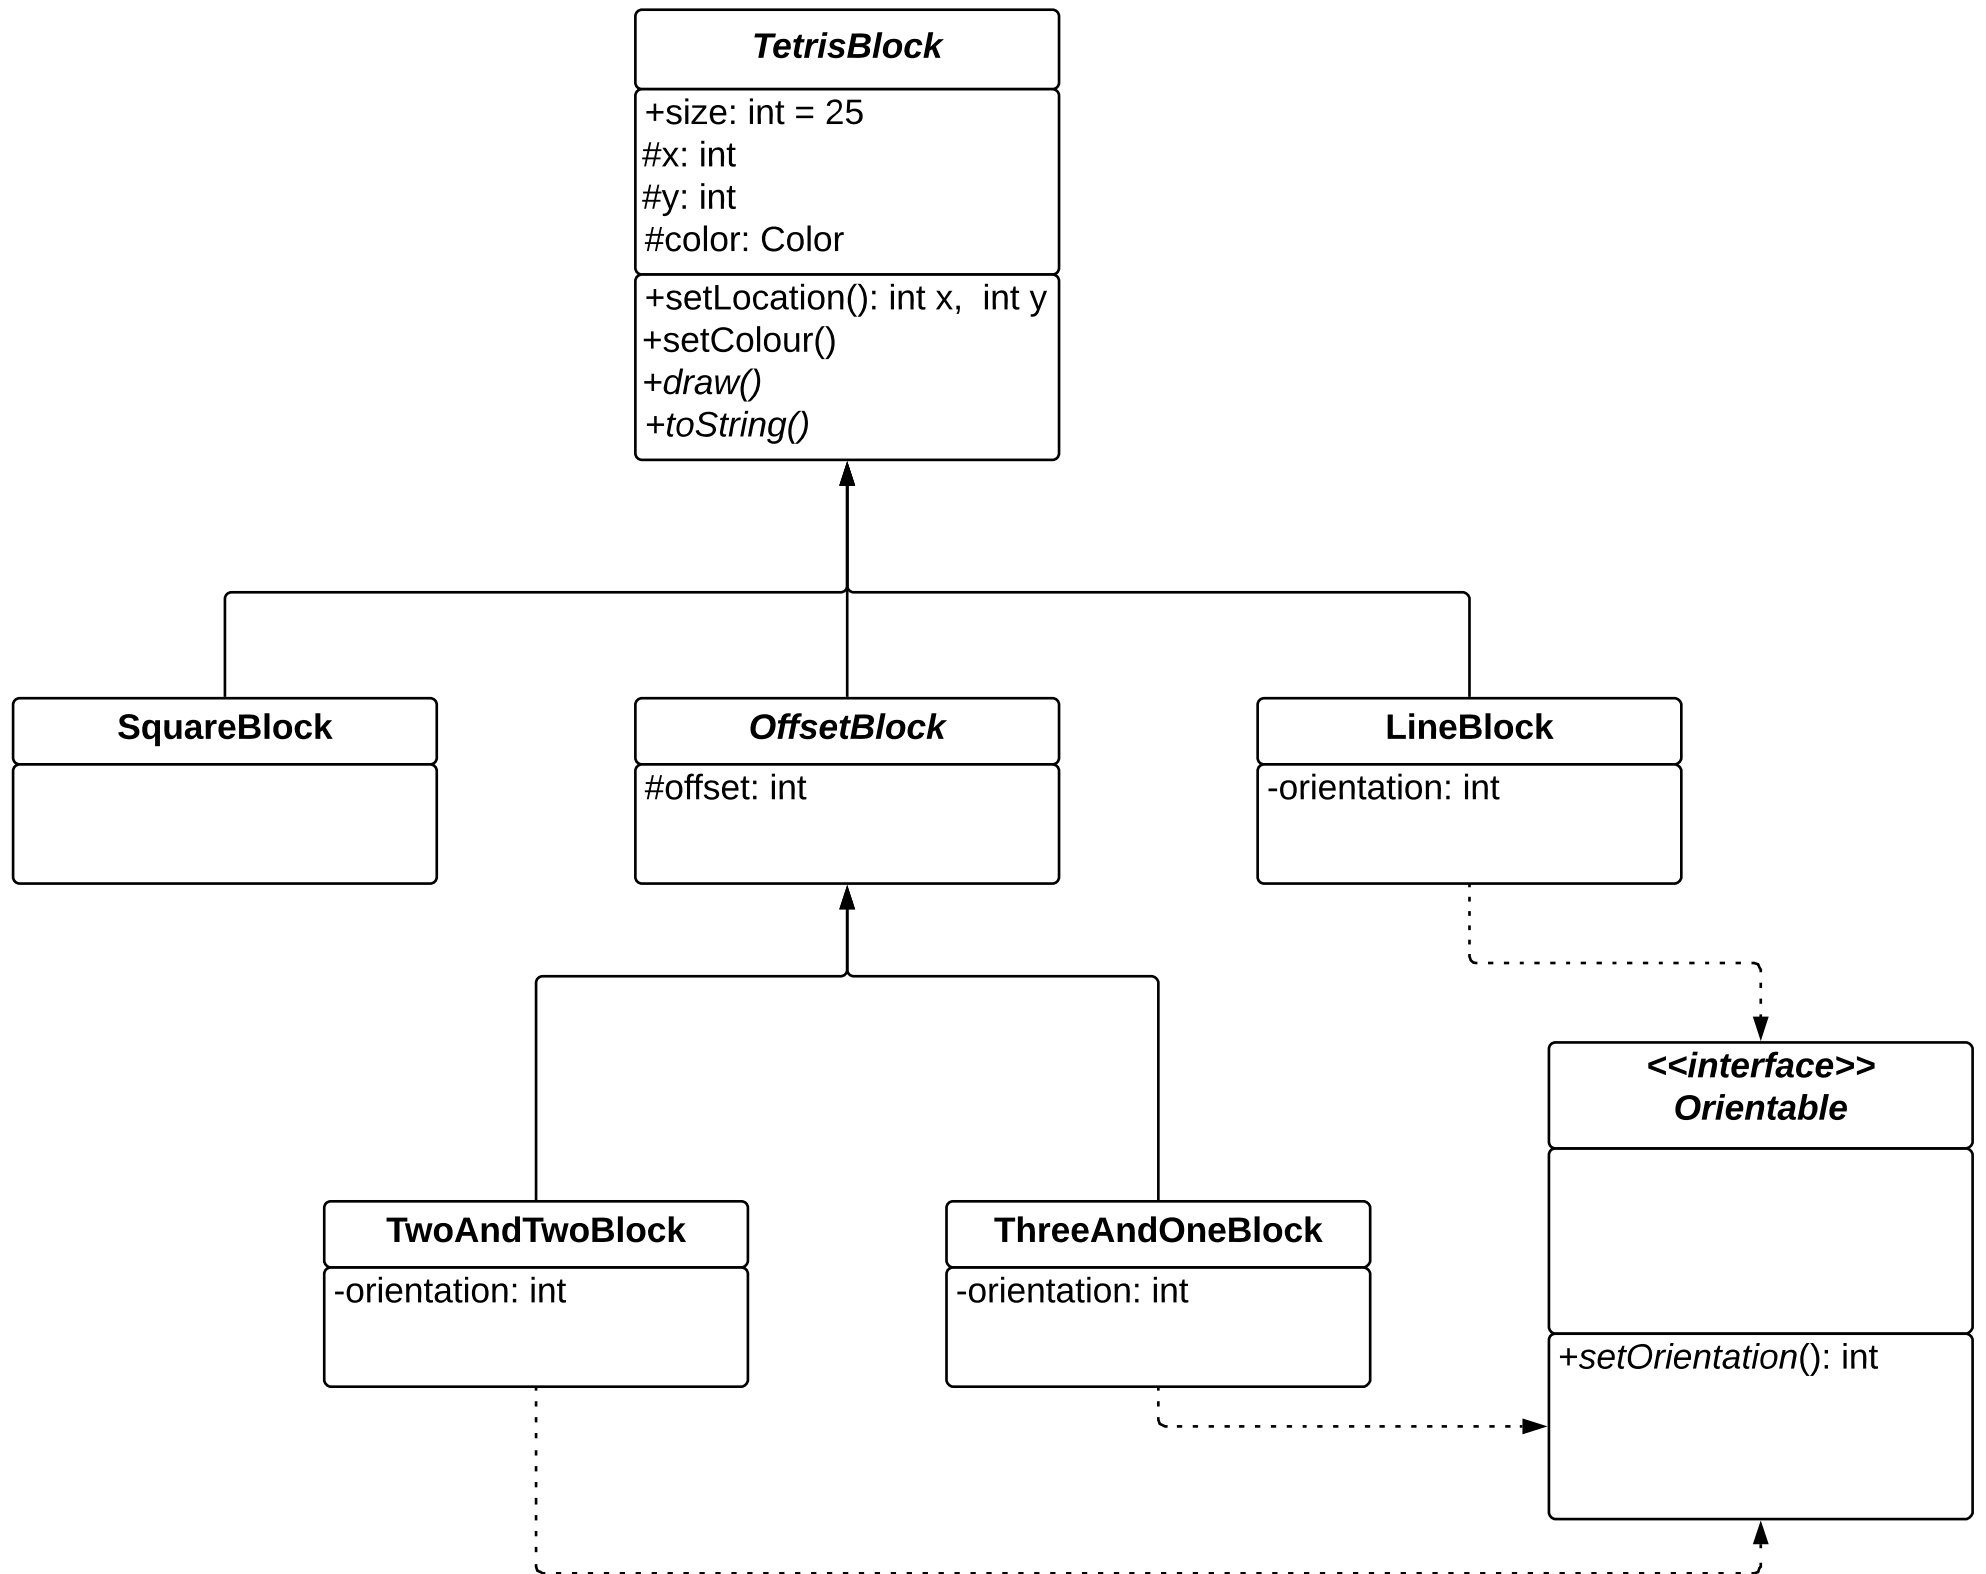 TetrisBlock
+size: int = 25
#x: int
#y: int
#color: Color
+setLocation(): int x,  int y
+setColour()
+draw()
+toString()
SquareBlock
OffsetBlock
#offset: int
LineBlock
-orientation: int
<<interface>>
Orientable
+setOrientation(): int
TwoAndTwoBlock
-orientation: int
ThreeAndOneBlock
-orientation: int